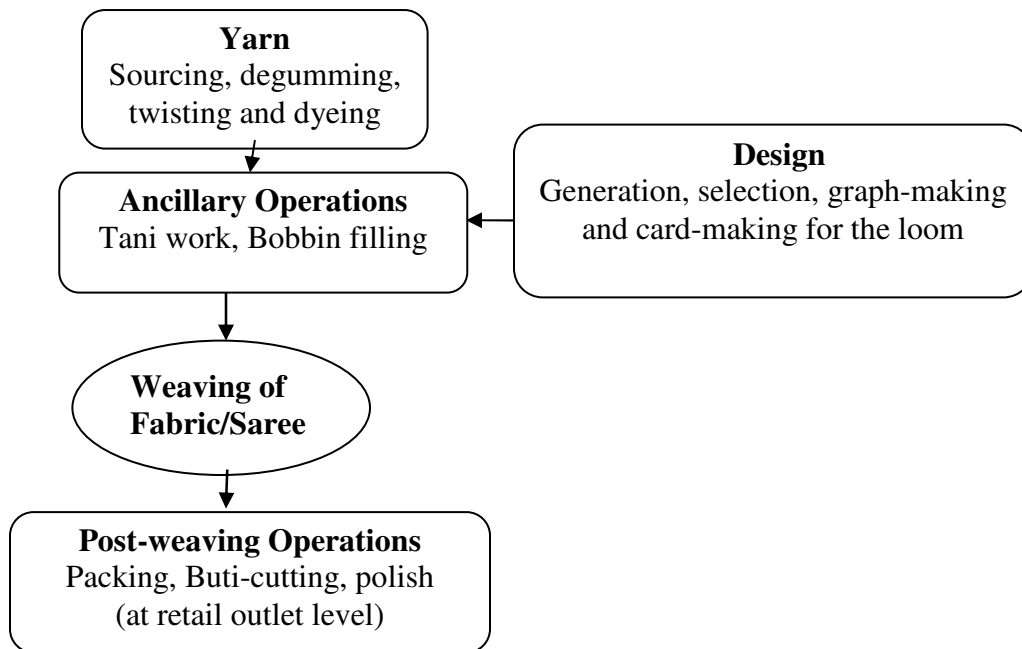 Yarn
Sourcing, degumming,
twisting and dyeing
Design
Generation, selection, graph-making
and card-making for the loom
Ancillary Operations
Tani work, Bobbin filling
Weaving of
Fabric/Saree
Post-weaving Operations
Packing, Buti-cutting, polish
(at retail outlet level)